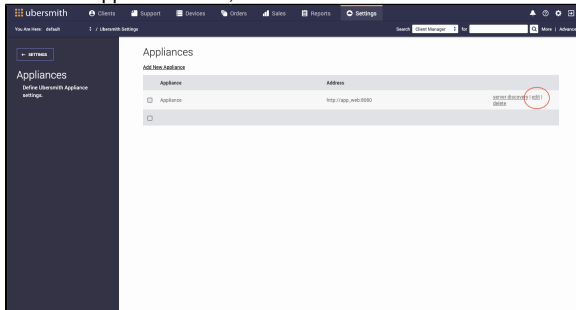 ubersmith Clients Support Devices Orders Sales Reports Settings
You Are Here: default / Ubersmith Settings Search Client Manager for More | Advance
← SETTINGS
Appliances
Define Ubersmith Appliance
settings.
Appliances
Add New Appliance
Appliance Address
Appliance http://app_web:8080 server discovery | edit |
delete